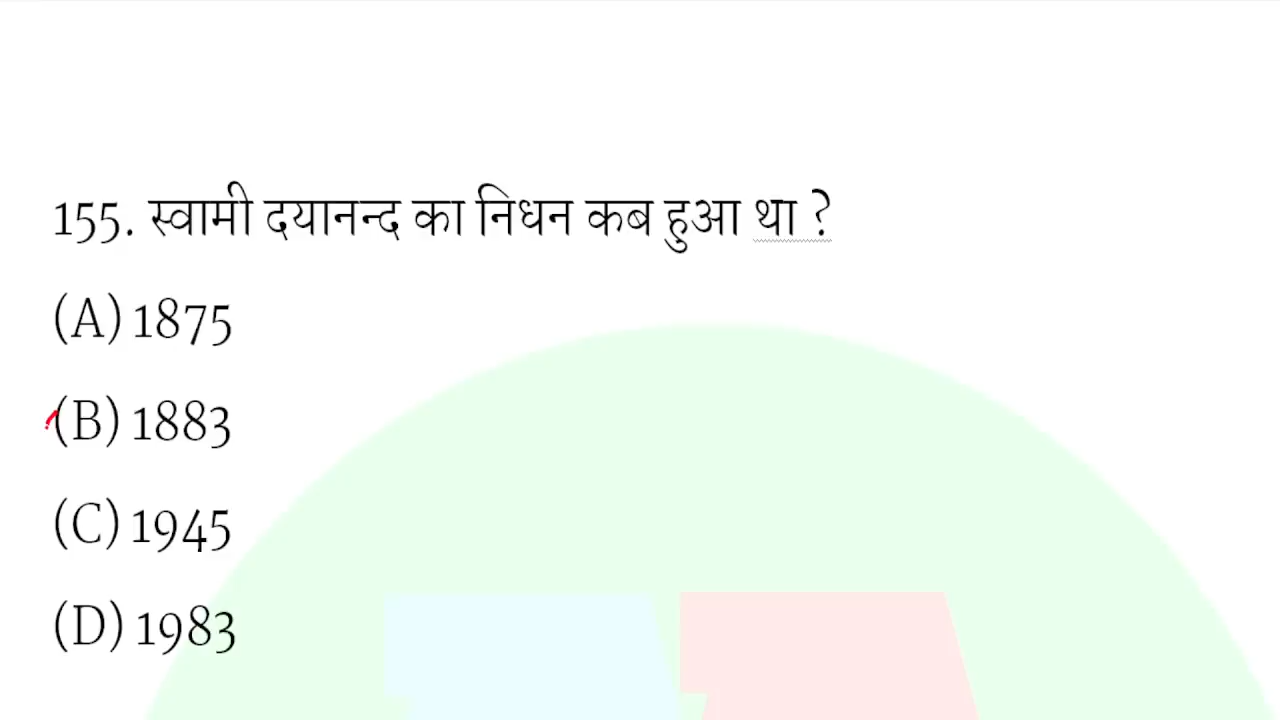 155. स्वामी दयानन्द का निधन कब हुआ था ?
(A) 1875
(B) 1883
(C) 1945
(D) 1983